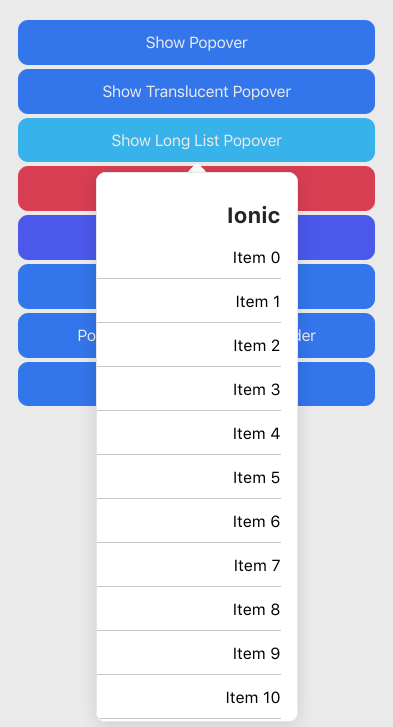 Show Popover
Show Translucent Popover
Show Long List Popover
Ionic
Item 0
Item 1
Item 2
Item 3
Item 4
Item 5
Item 6
Item 7
Item 8
Item 9
Item 10